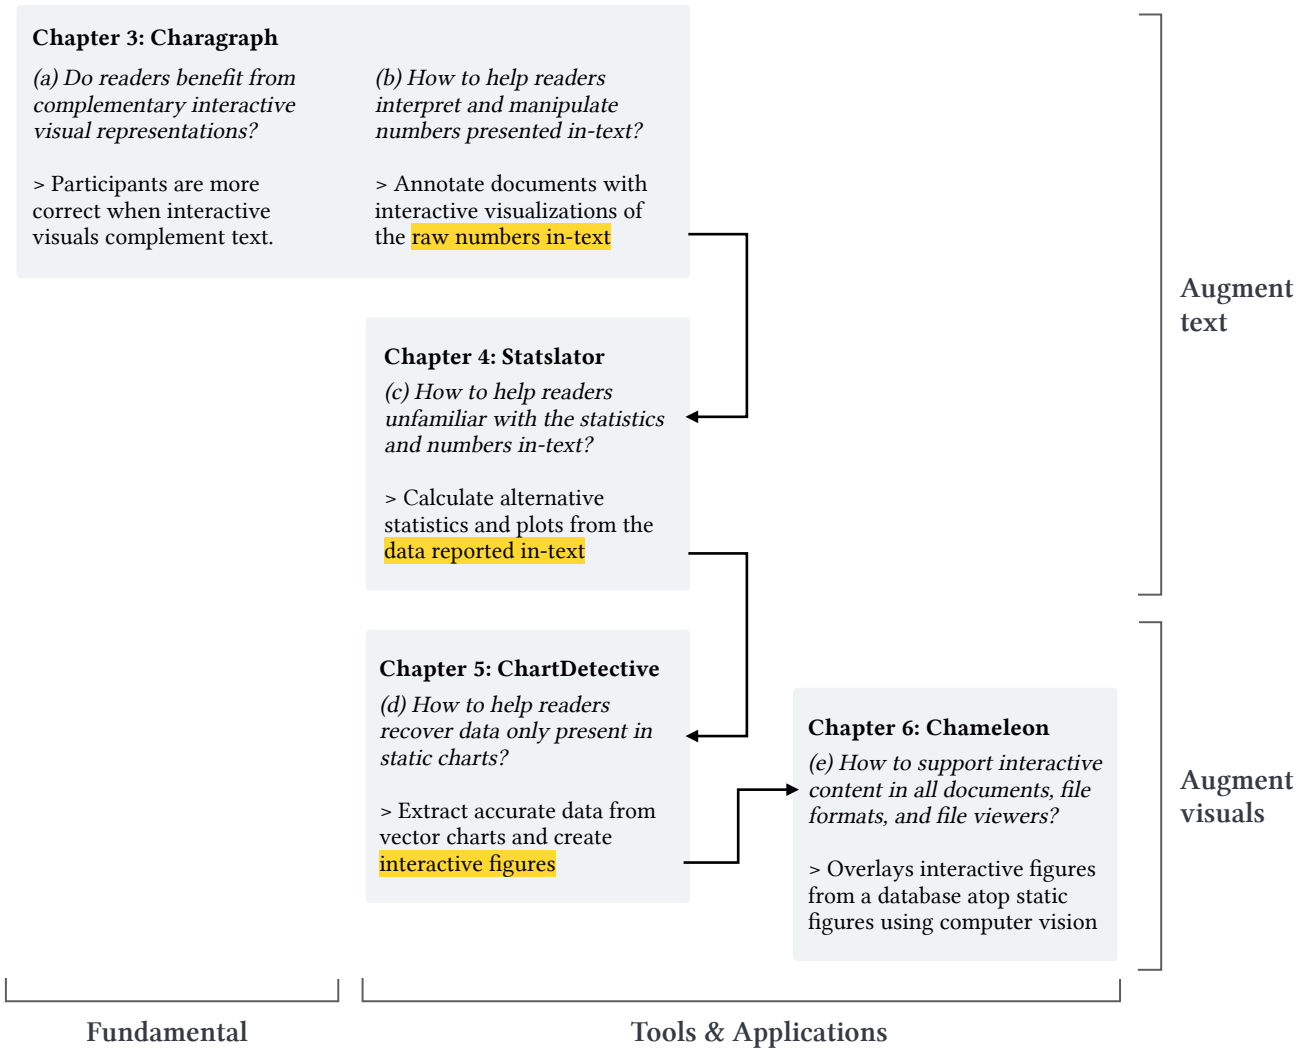 Chapter 3: Charagraph
(a) Do readers benefit from
complementary interactive
visual representations?
> Participants are more
correct when interactive
visuals complement text.
(b) How to help readers
interpret and manipulate
numbers presented in-text?
> Annotate documents with
interactive visualizations of
the raw numbers in-text
Chapter 4: Statslator
(c) How to help readers
unfamiliar with the statistics
and numbers in-text?
> Calculate alternative
statistics and plots from the
data reported in-text
Augment
text
Chapter 5: ChartDetective
(d) How to help readers
recover data only present in
static charts?
> Extract accurate data from
vector charts and create
interactive figures
Chapter 6: Chameleon
(e) How to support interactive
content in all documents, file
formats, and file viewers?
> Overlays interactive figures
from a database atop static
figures using computer vision
Augment
visuals
Fundamental
Tools & Applications